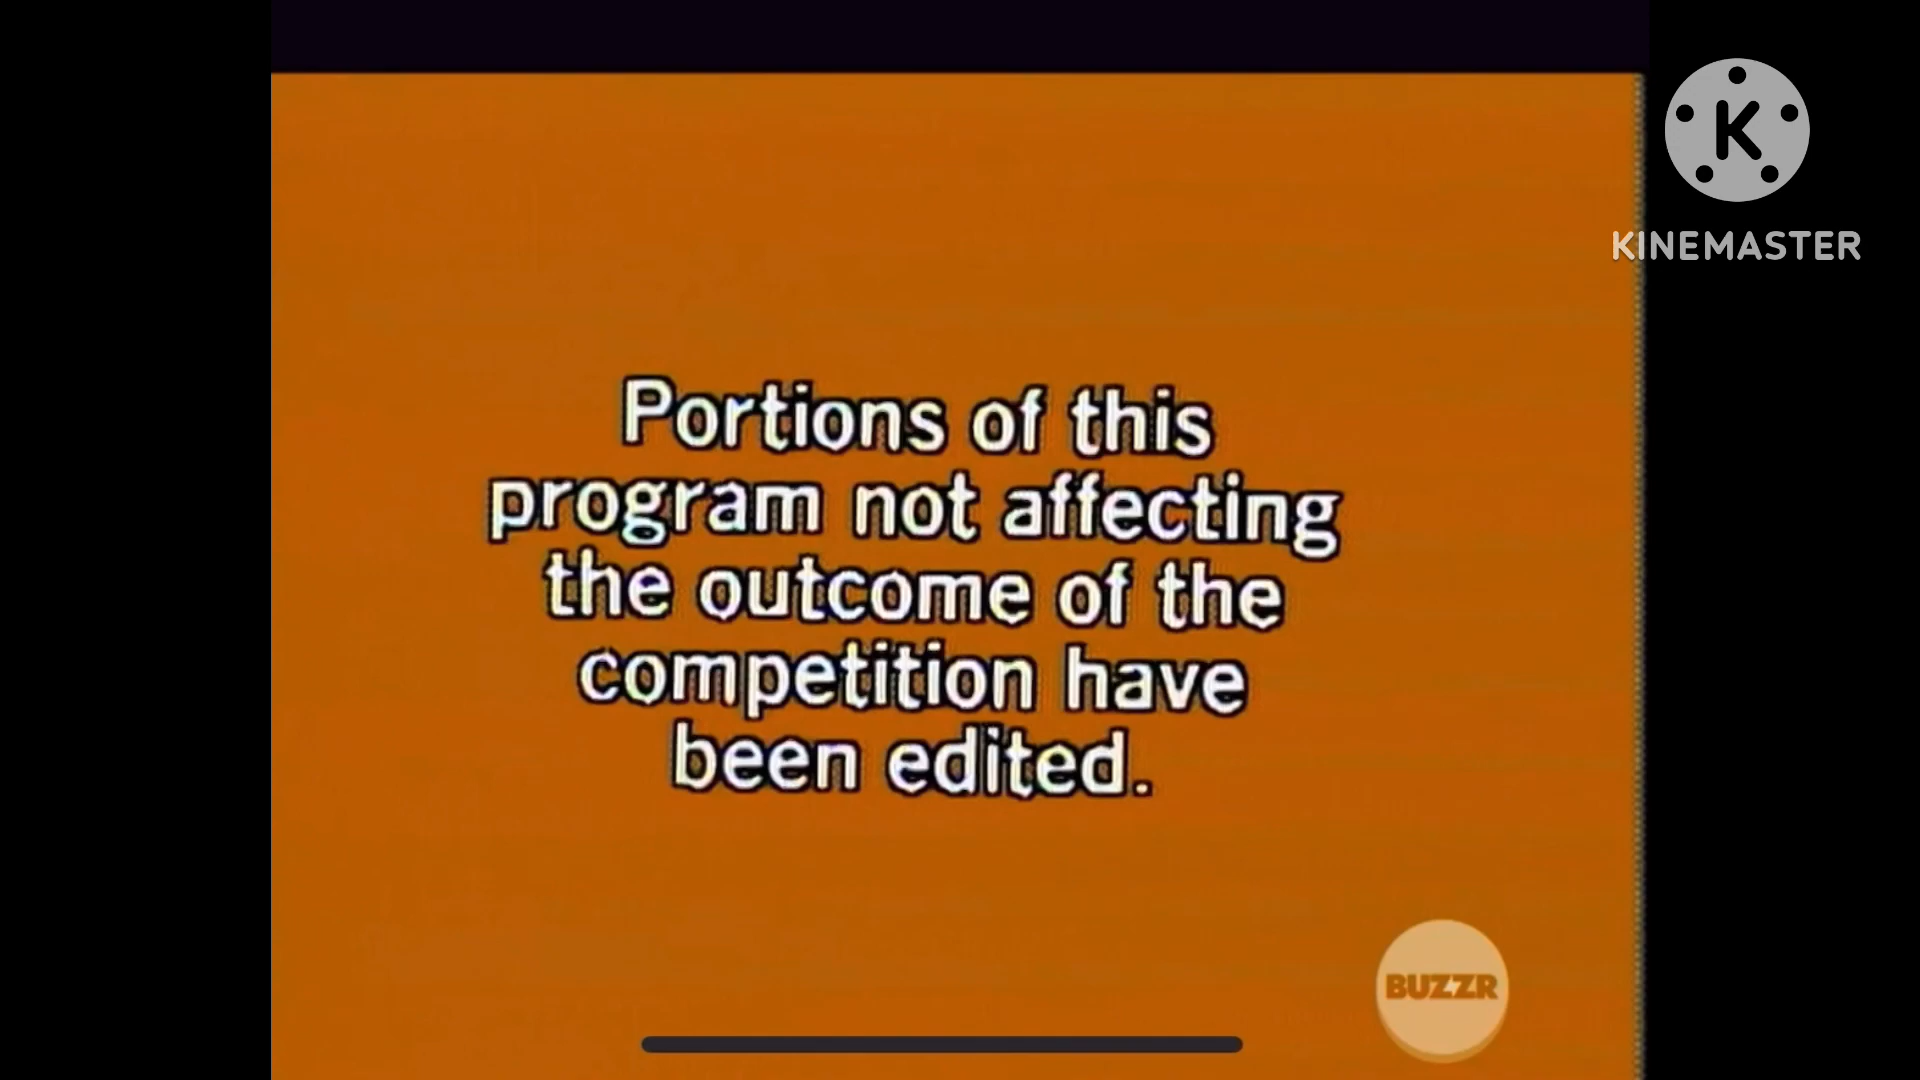 K
KINEMASTER
Portions of this
program not affecting
the outcome of the
competition have
been edited.
BUZZR